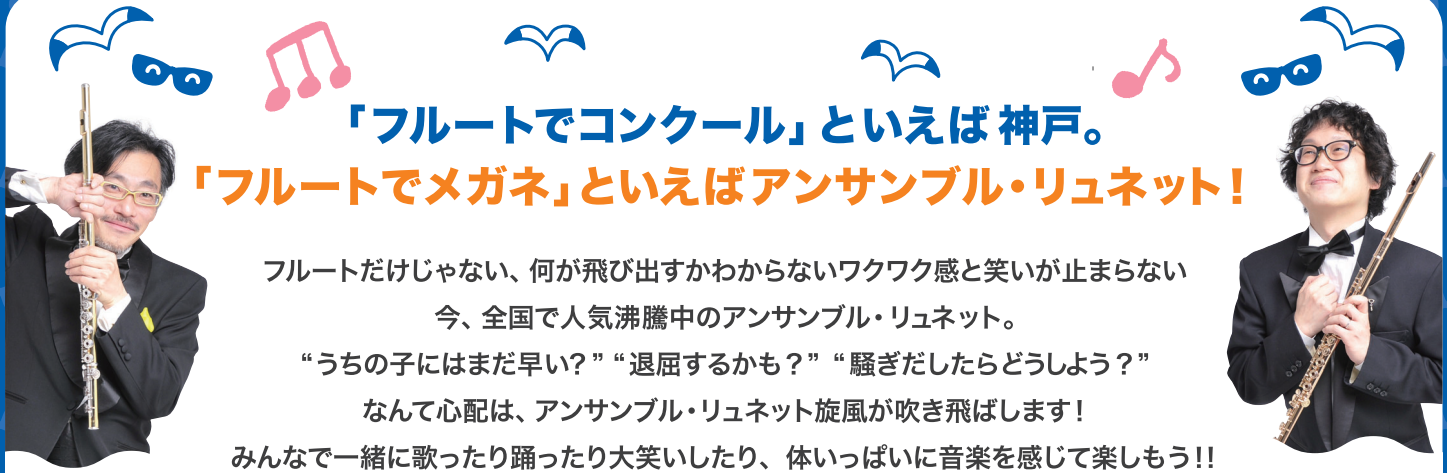 「フルートでコンクール」といえば 神戸。
「フルートでメガネ」といえばアンサンブル・リュネット！
フルートだけじゃない、何が飛び出すかわからないワクワク感と笑いが止まらない
今、全国で人気沸騰中のアンサンブル・リュネット。
“うちの子にはまだ早い？” “退屈するかも？” “騒ぎだしたらどうしよう？”
なんて心配は、アンサンブル・リュネット旋風が吹き飛ばします！
みんなで一緒に歌ったり踊ったり大笑いしたり、体いっぱいに音楽を感じて楽しもう!!